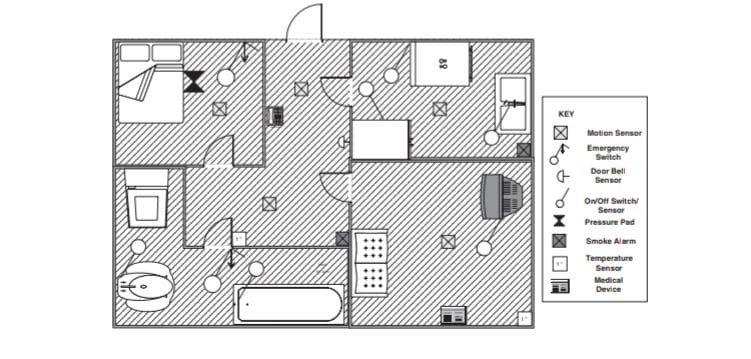 KEY
Motion Sensor
Emergency
Switch
Door Bell
Sensor
On/Off Switch/
Sensor
Pressure Pad
Smoke Alarm
Temperature
Sensor
Medical
Device